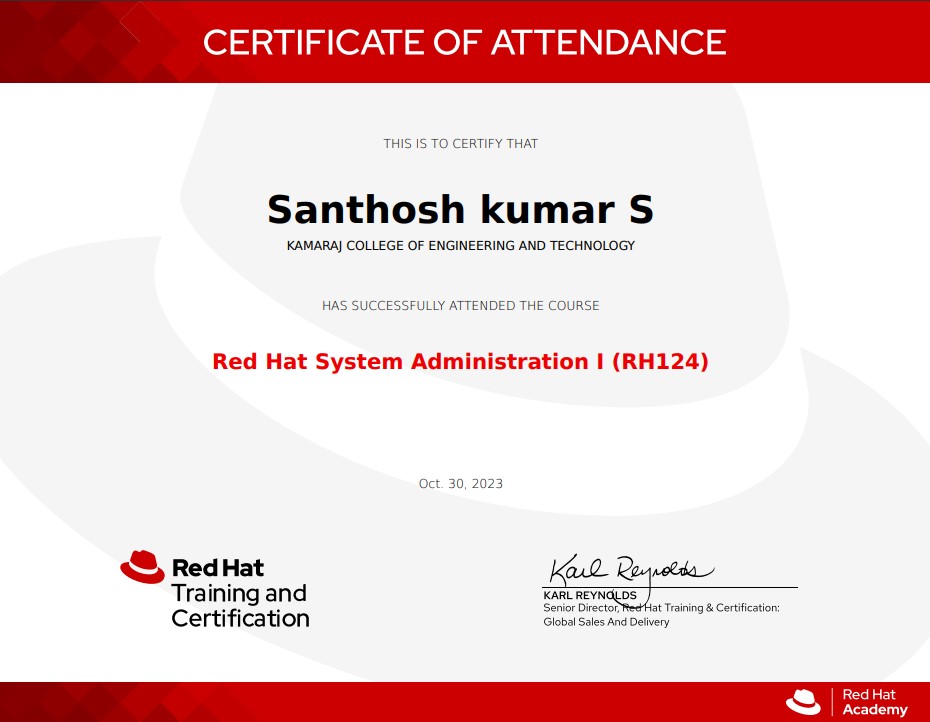 CERTIFICATE OF ATTENDANCE
THIS IS TO CERTIFY THAT
Santhosh kumar S
KAMARAJ COLLEGE OF ENGINEERING AND TECHNOLOGY
HAS SUCCESSFULLY ATTENDED THE COURSE
Red Hat System Administration I (RH124)
Oct. 30, 2023
Red Hat
Training and
Certification
Karl Reynolds
KARL REYNOLDS
Senior Director, Red Hat Training & Certification:
Global Sales And Delivery
Red Hat
Academy